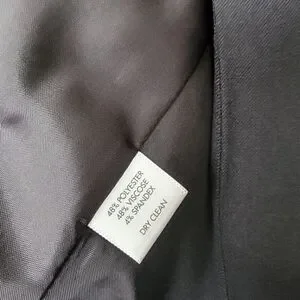 48% POLYESTER
48% VISCOSE
4% SPANDEX
DRY CLEAN